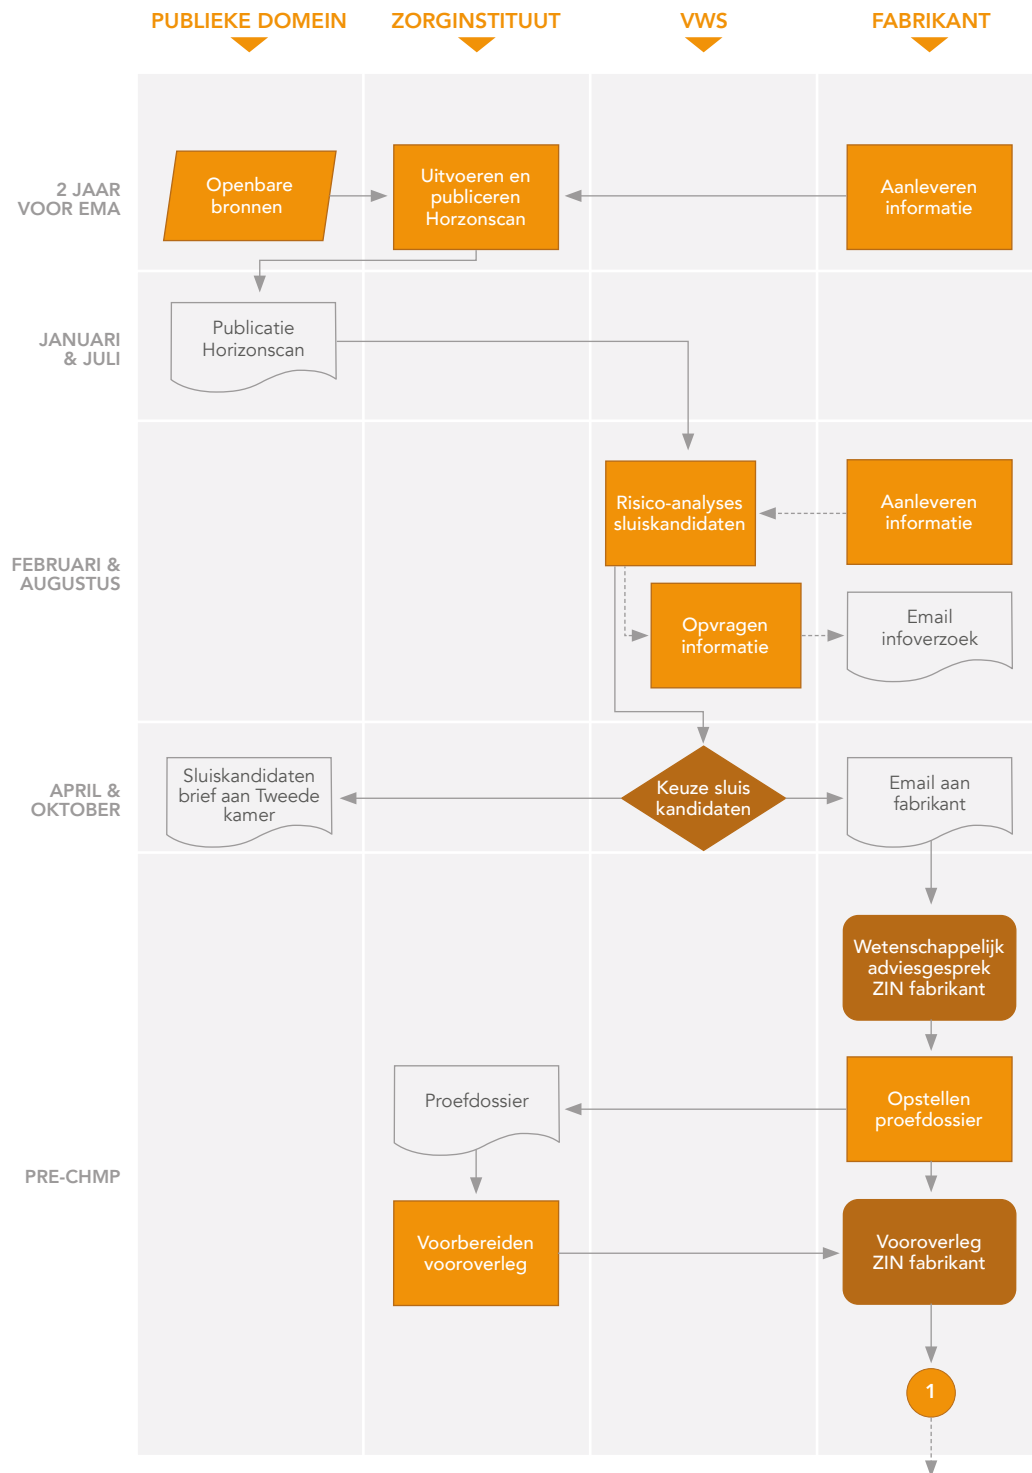 PUBLIEKE DOMEIN
ZORGINSTITUUT
VWS
FABRIKANT
2 JAAR
VOOR EMA
Openbare
bronnen
Uitvoeren en
publiceren
Horzonscan
Aanleveren
informatie
JANUARI
& JULI
Publicatie
Horizonscan
FEBRUARI &
AUGUSTUS
Risico-analyses
sluiskandidaten
Aanleveren
informatie
Opvragen
informatie
Email
infoverzoek
APRIL &
OKTOBER
Sluiskandidaten
brief aan Tweede
kamer
Keuze sluis
kandidaten
Email aan
fabrikant
PRE-CHMP
Wetenschappelijk
adviesgesprek
ZIN fabrikant
Proefdossier
Opstellen
proefdossier
Voorbereiden
vooroverleg
Vooroverleg
ZIN fabrikant
1